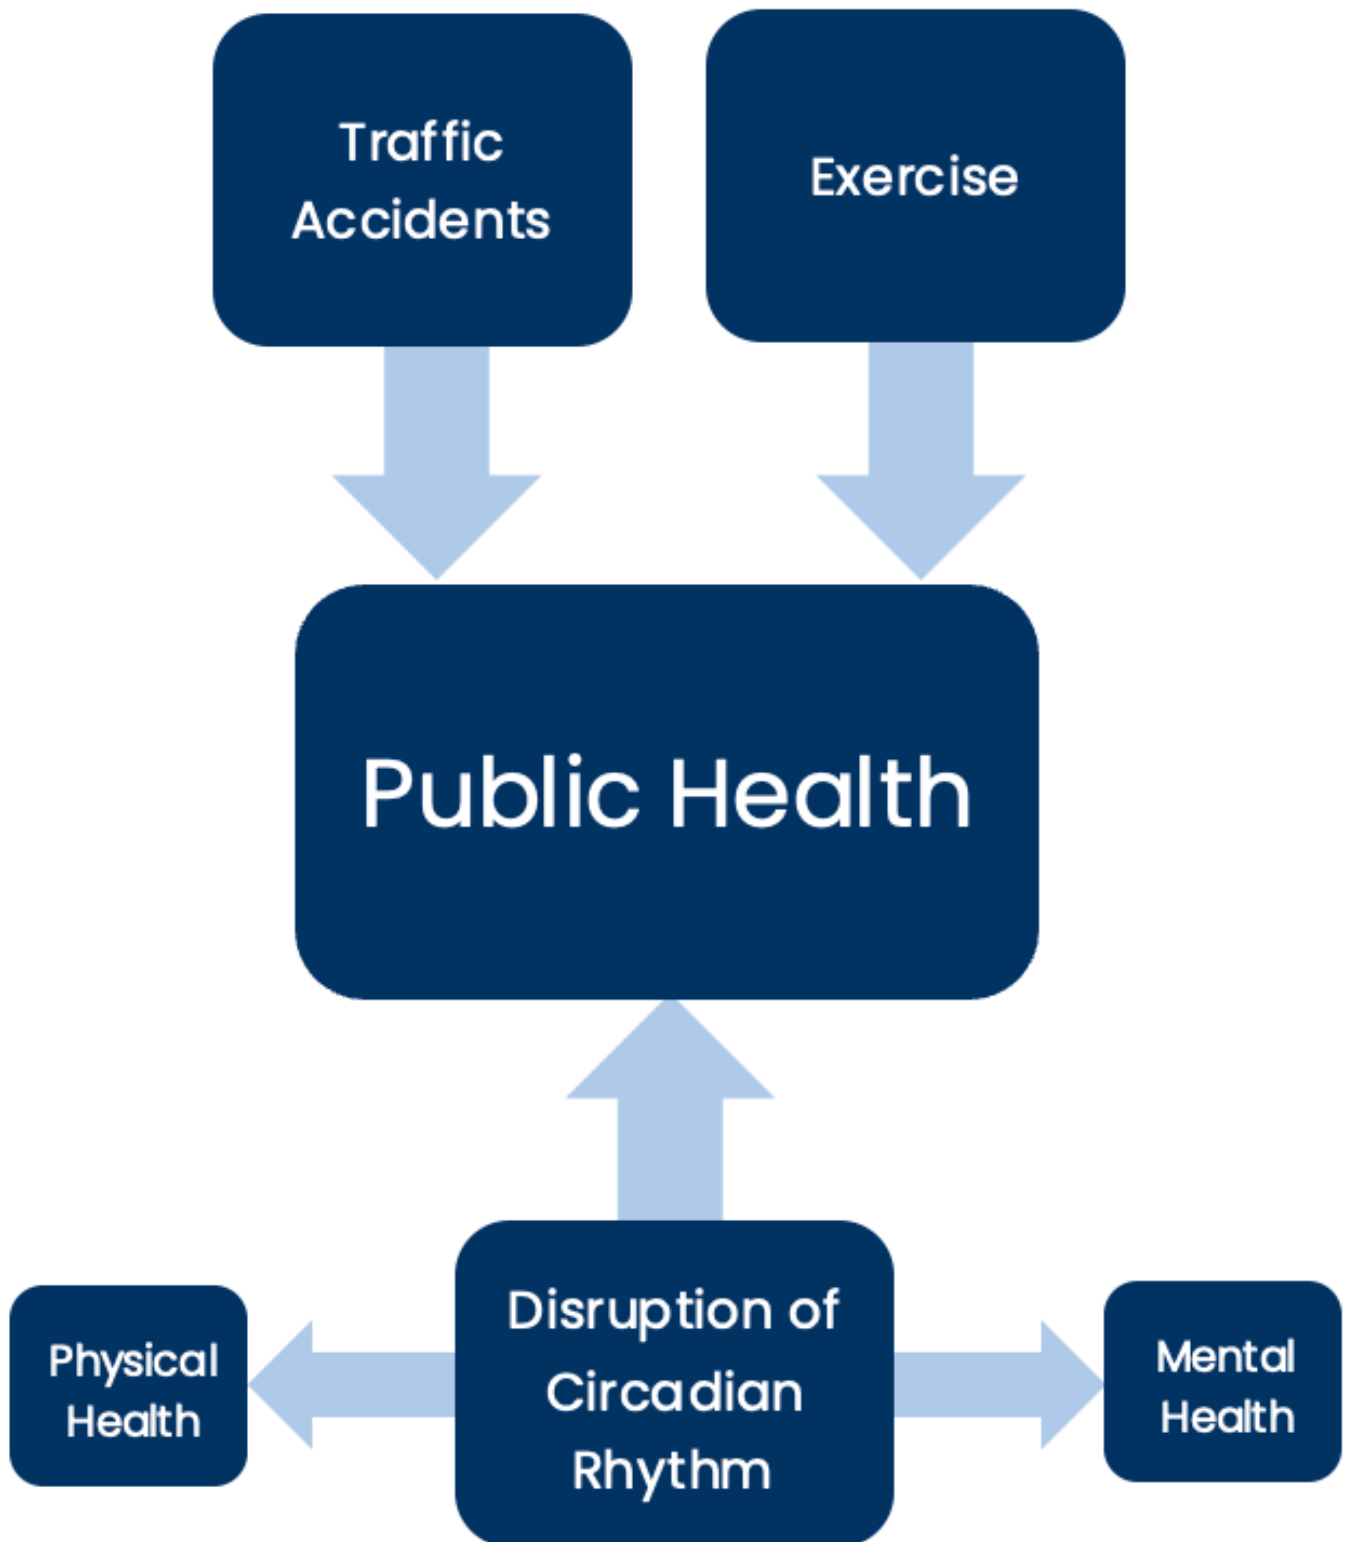 Traffic
Accidents
Exercise
Public Health
Disruption of
Circadian
Rhythm
Physical
Health
Mental
Health